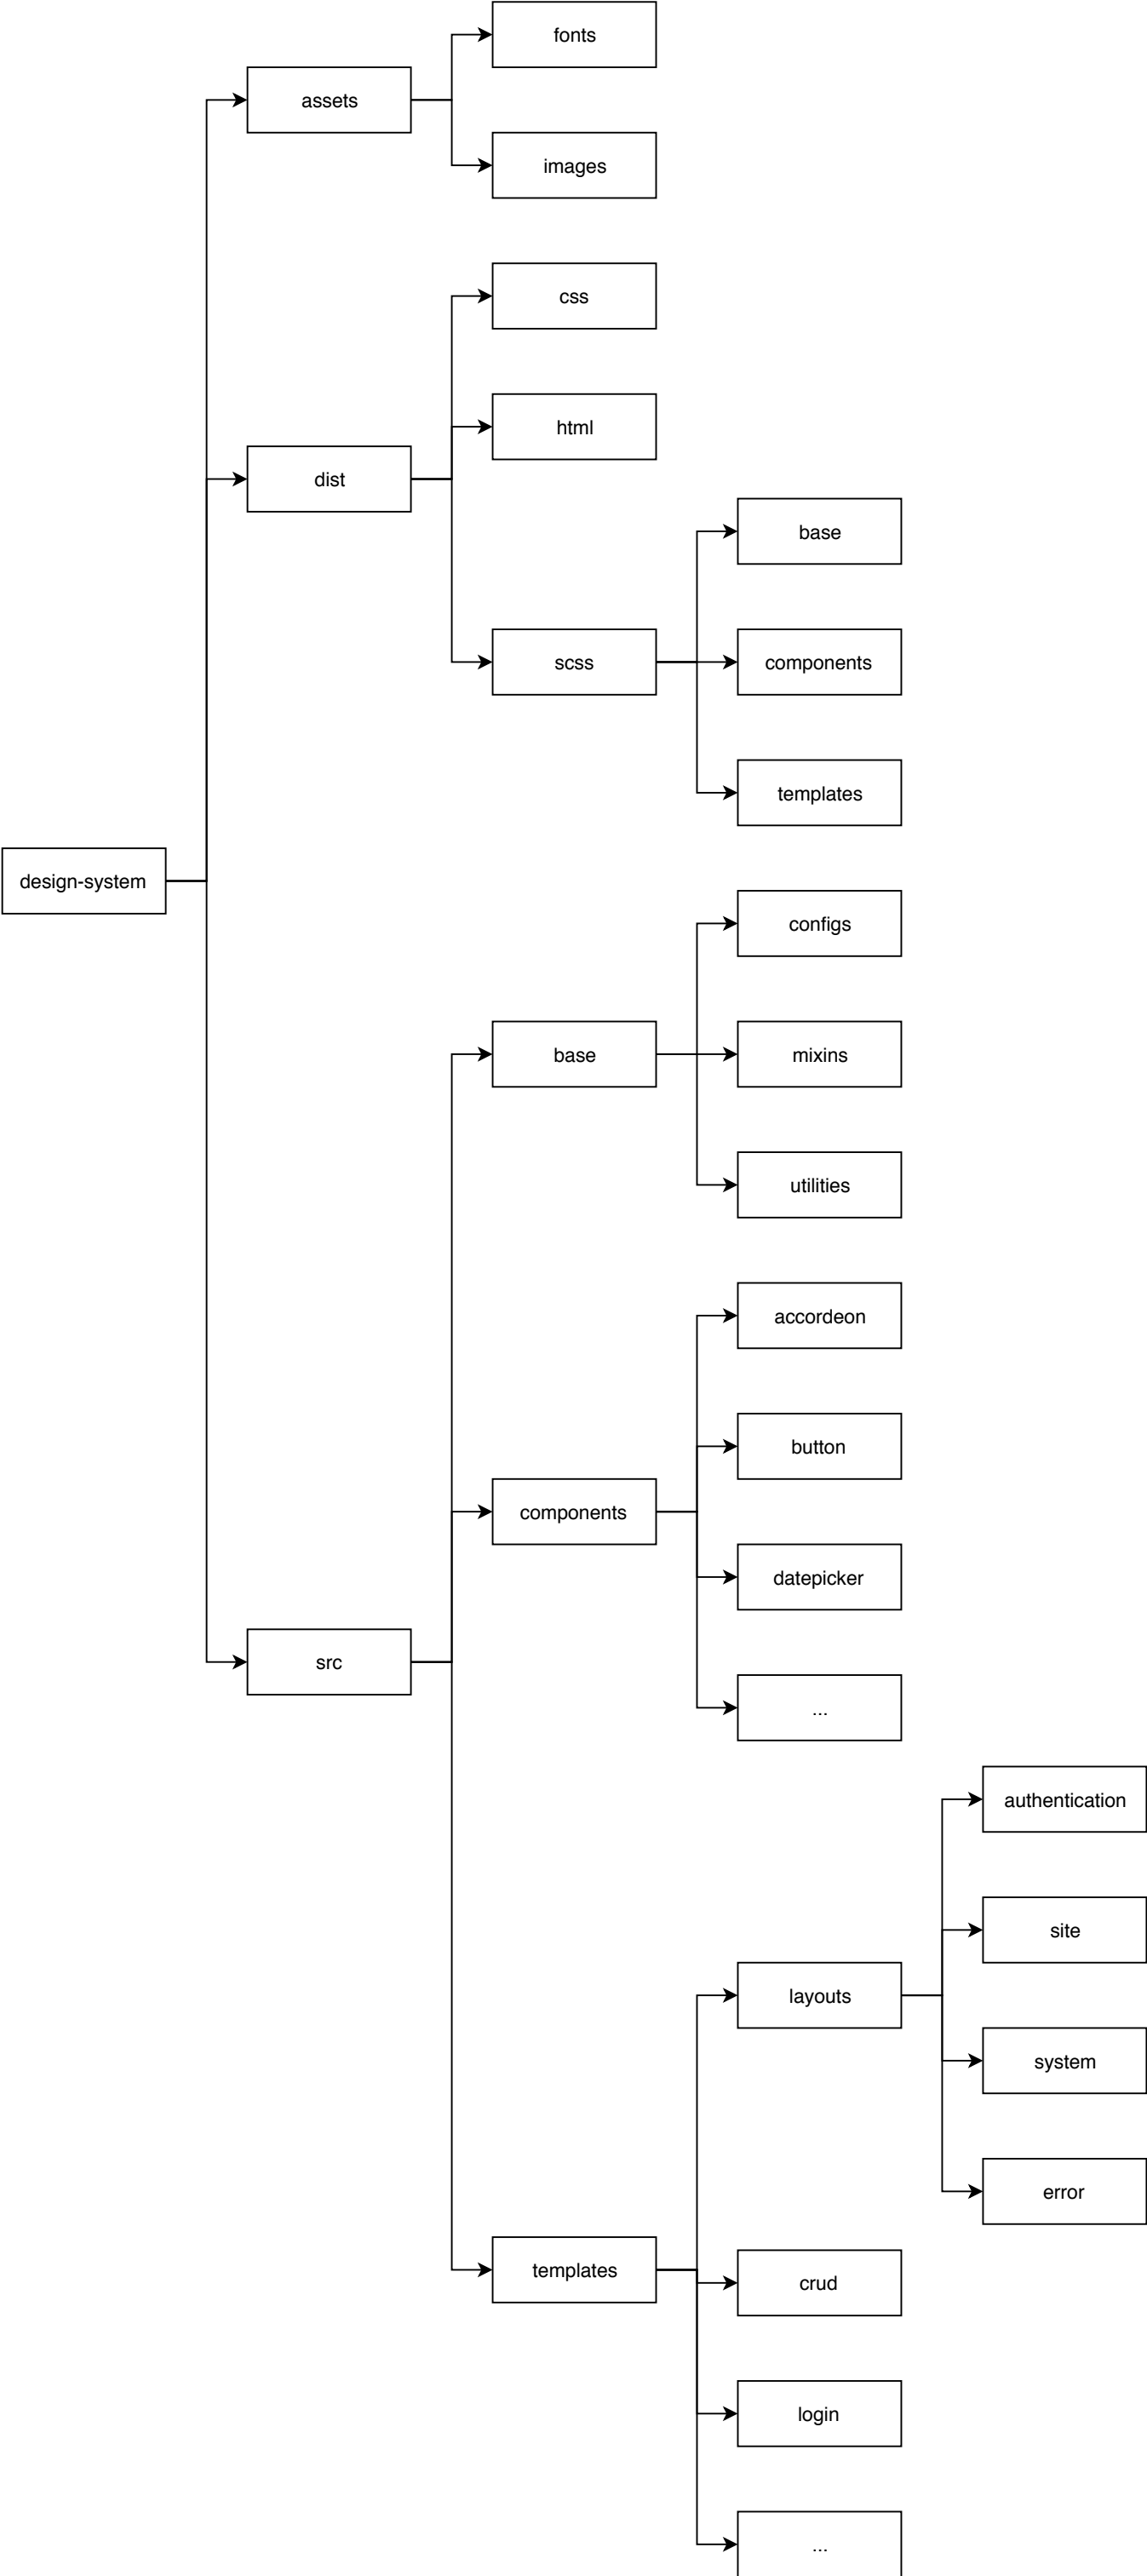 fonts
assets
images
css
html
dist
base
scss
components
templates
design-system
configs
base
mixins
utilities
accordeon
button
components
datepicker
src
...
authentication
site
layouts
system
error
templates
crud
login
...